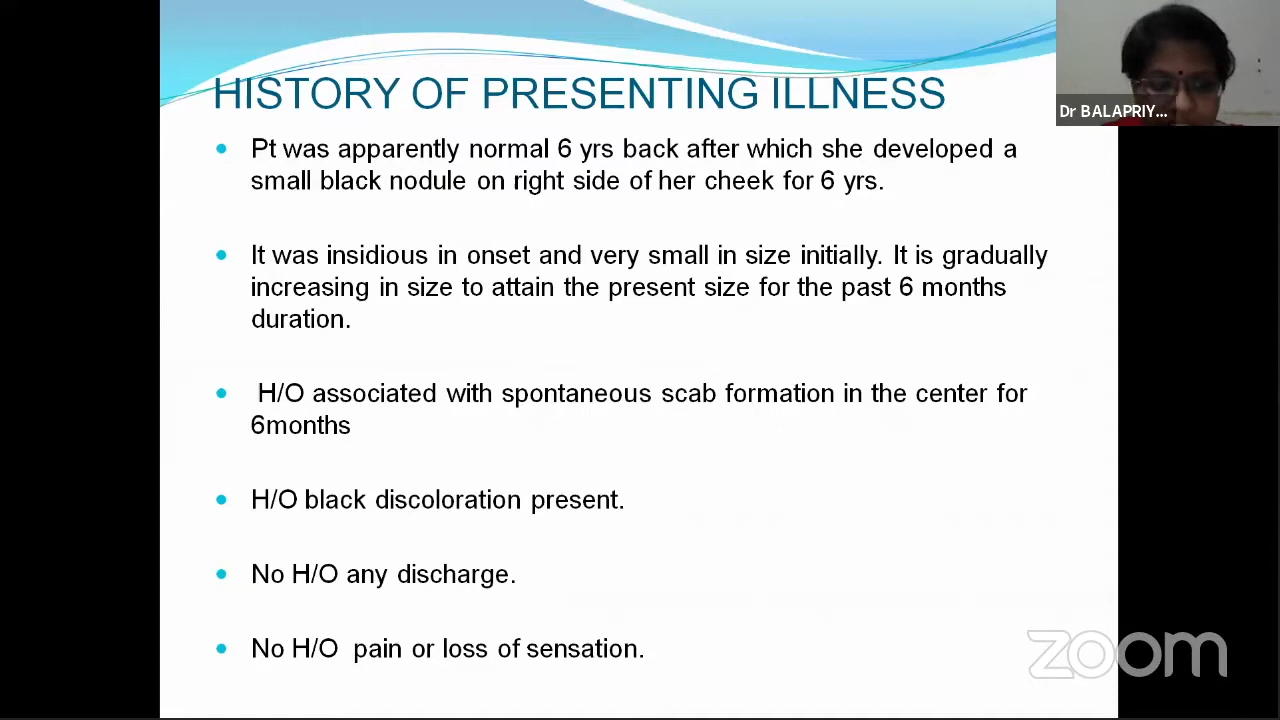 HISTORY OF PRESENTING ILLNESS
Dr BALAPRIY...
Pt was apparently normal 6 yrs back after which she developed a
small black nodule on right side of her cheek for 6 yrs.
It was insidious in onset and very small in size initially. It is gradually
increasing in size to attain the present size for the past 6 months
duration.
H/O associated with spontaneous scab formation in the center for
6months
H/O black discoloration present.
No H/O any discharge.
No H/O pain or loss of sensation.
zoom